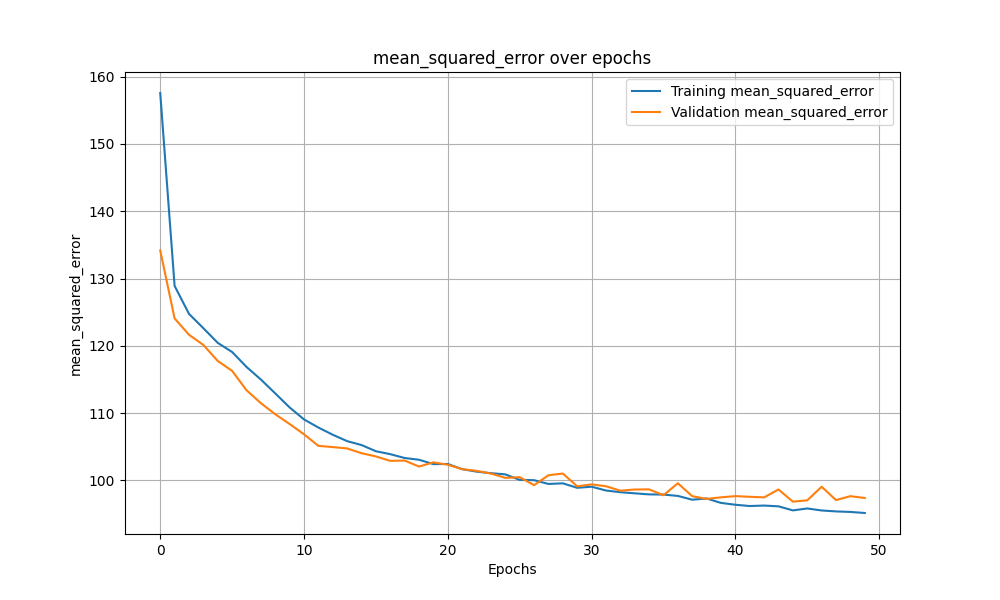 mean_squared_error over epochs
Training mean_squared_error
Validation mean_squared_error
mean_squared_error
160
150
140
130
120
110
100
0 10 20 30 40 50
Epochs